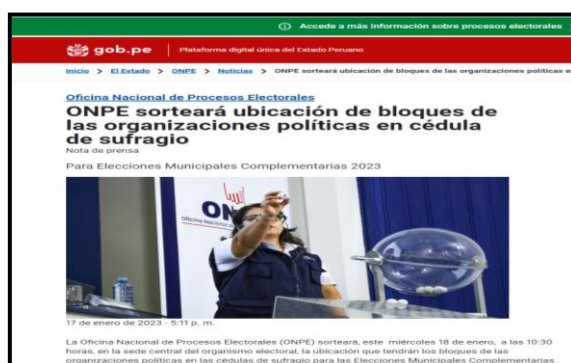 Accede a más información sobre procesos electorales
gob.pe | Plataforma digital única del Estado Peruano
Inicio > El Estado > ONPE > Noticias > ONPE sorteará ubicación de bloques de las organizaciones políticas e
Oficina Nacional de Procesos Electorales
ONPE sorteará ubicación de bloques de
las organizaciones políticas en cédula
de sufragio
Nota de prensa
Para Elecciones Municipales Complementarias 2023
ON
Oficina Nacional de
17 de enero de 2023 - 5:11 p. m.
La Oficina Nacional de Procesos Electorales (ONPE) sorteará, este miércoles 18 de enero, a las 10:30
horas, en la sede central del organismo electoral, la ubicación que tendrán los bloques de las
organizaciones políticas en las cédulas de sufragio para las Elecciones Municipales Complementarias